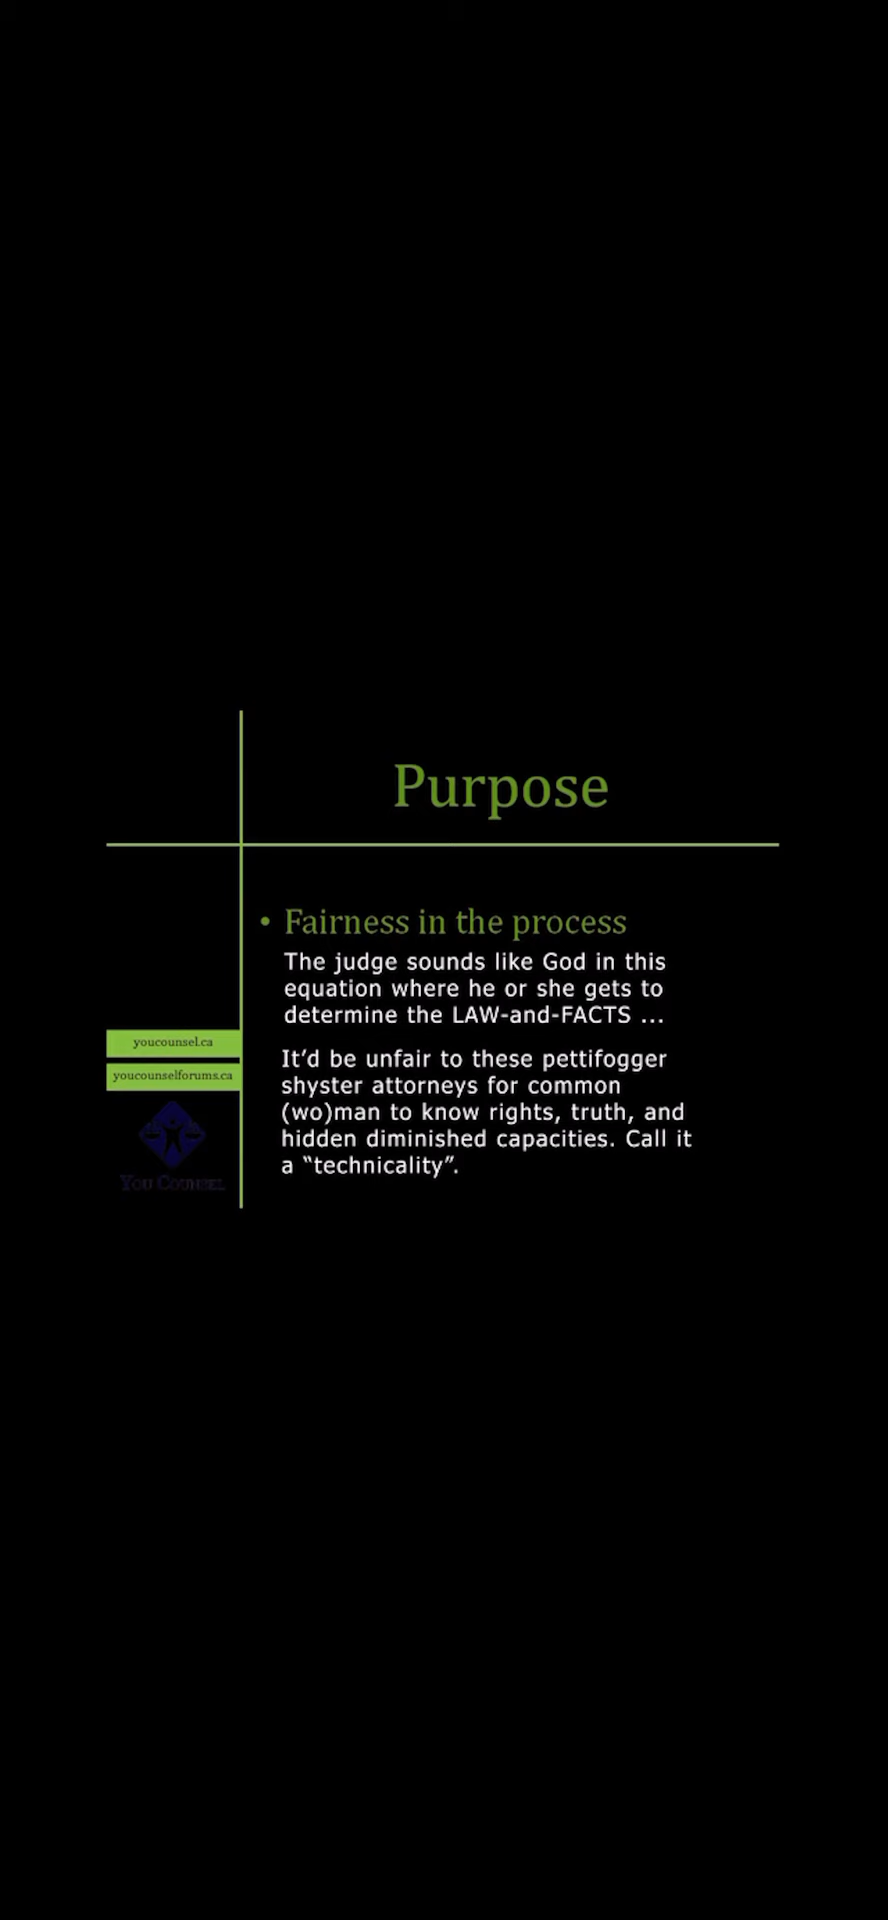 Purpose
• Fairness in the process
The judge sounds like God in this
equation where he or she gets to
determine the LAW-and-FACTS ...
It’d be unfair to these pettifogger
shyster attorneys for common
(wo)man to know rights, truth, and
hidden diminished capacities. Call it
a “technicality”.
youcounsel.ca
youcounselforums.ca
You Counsel